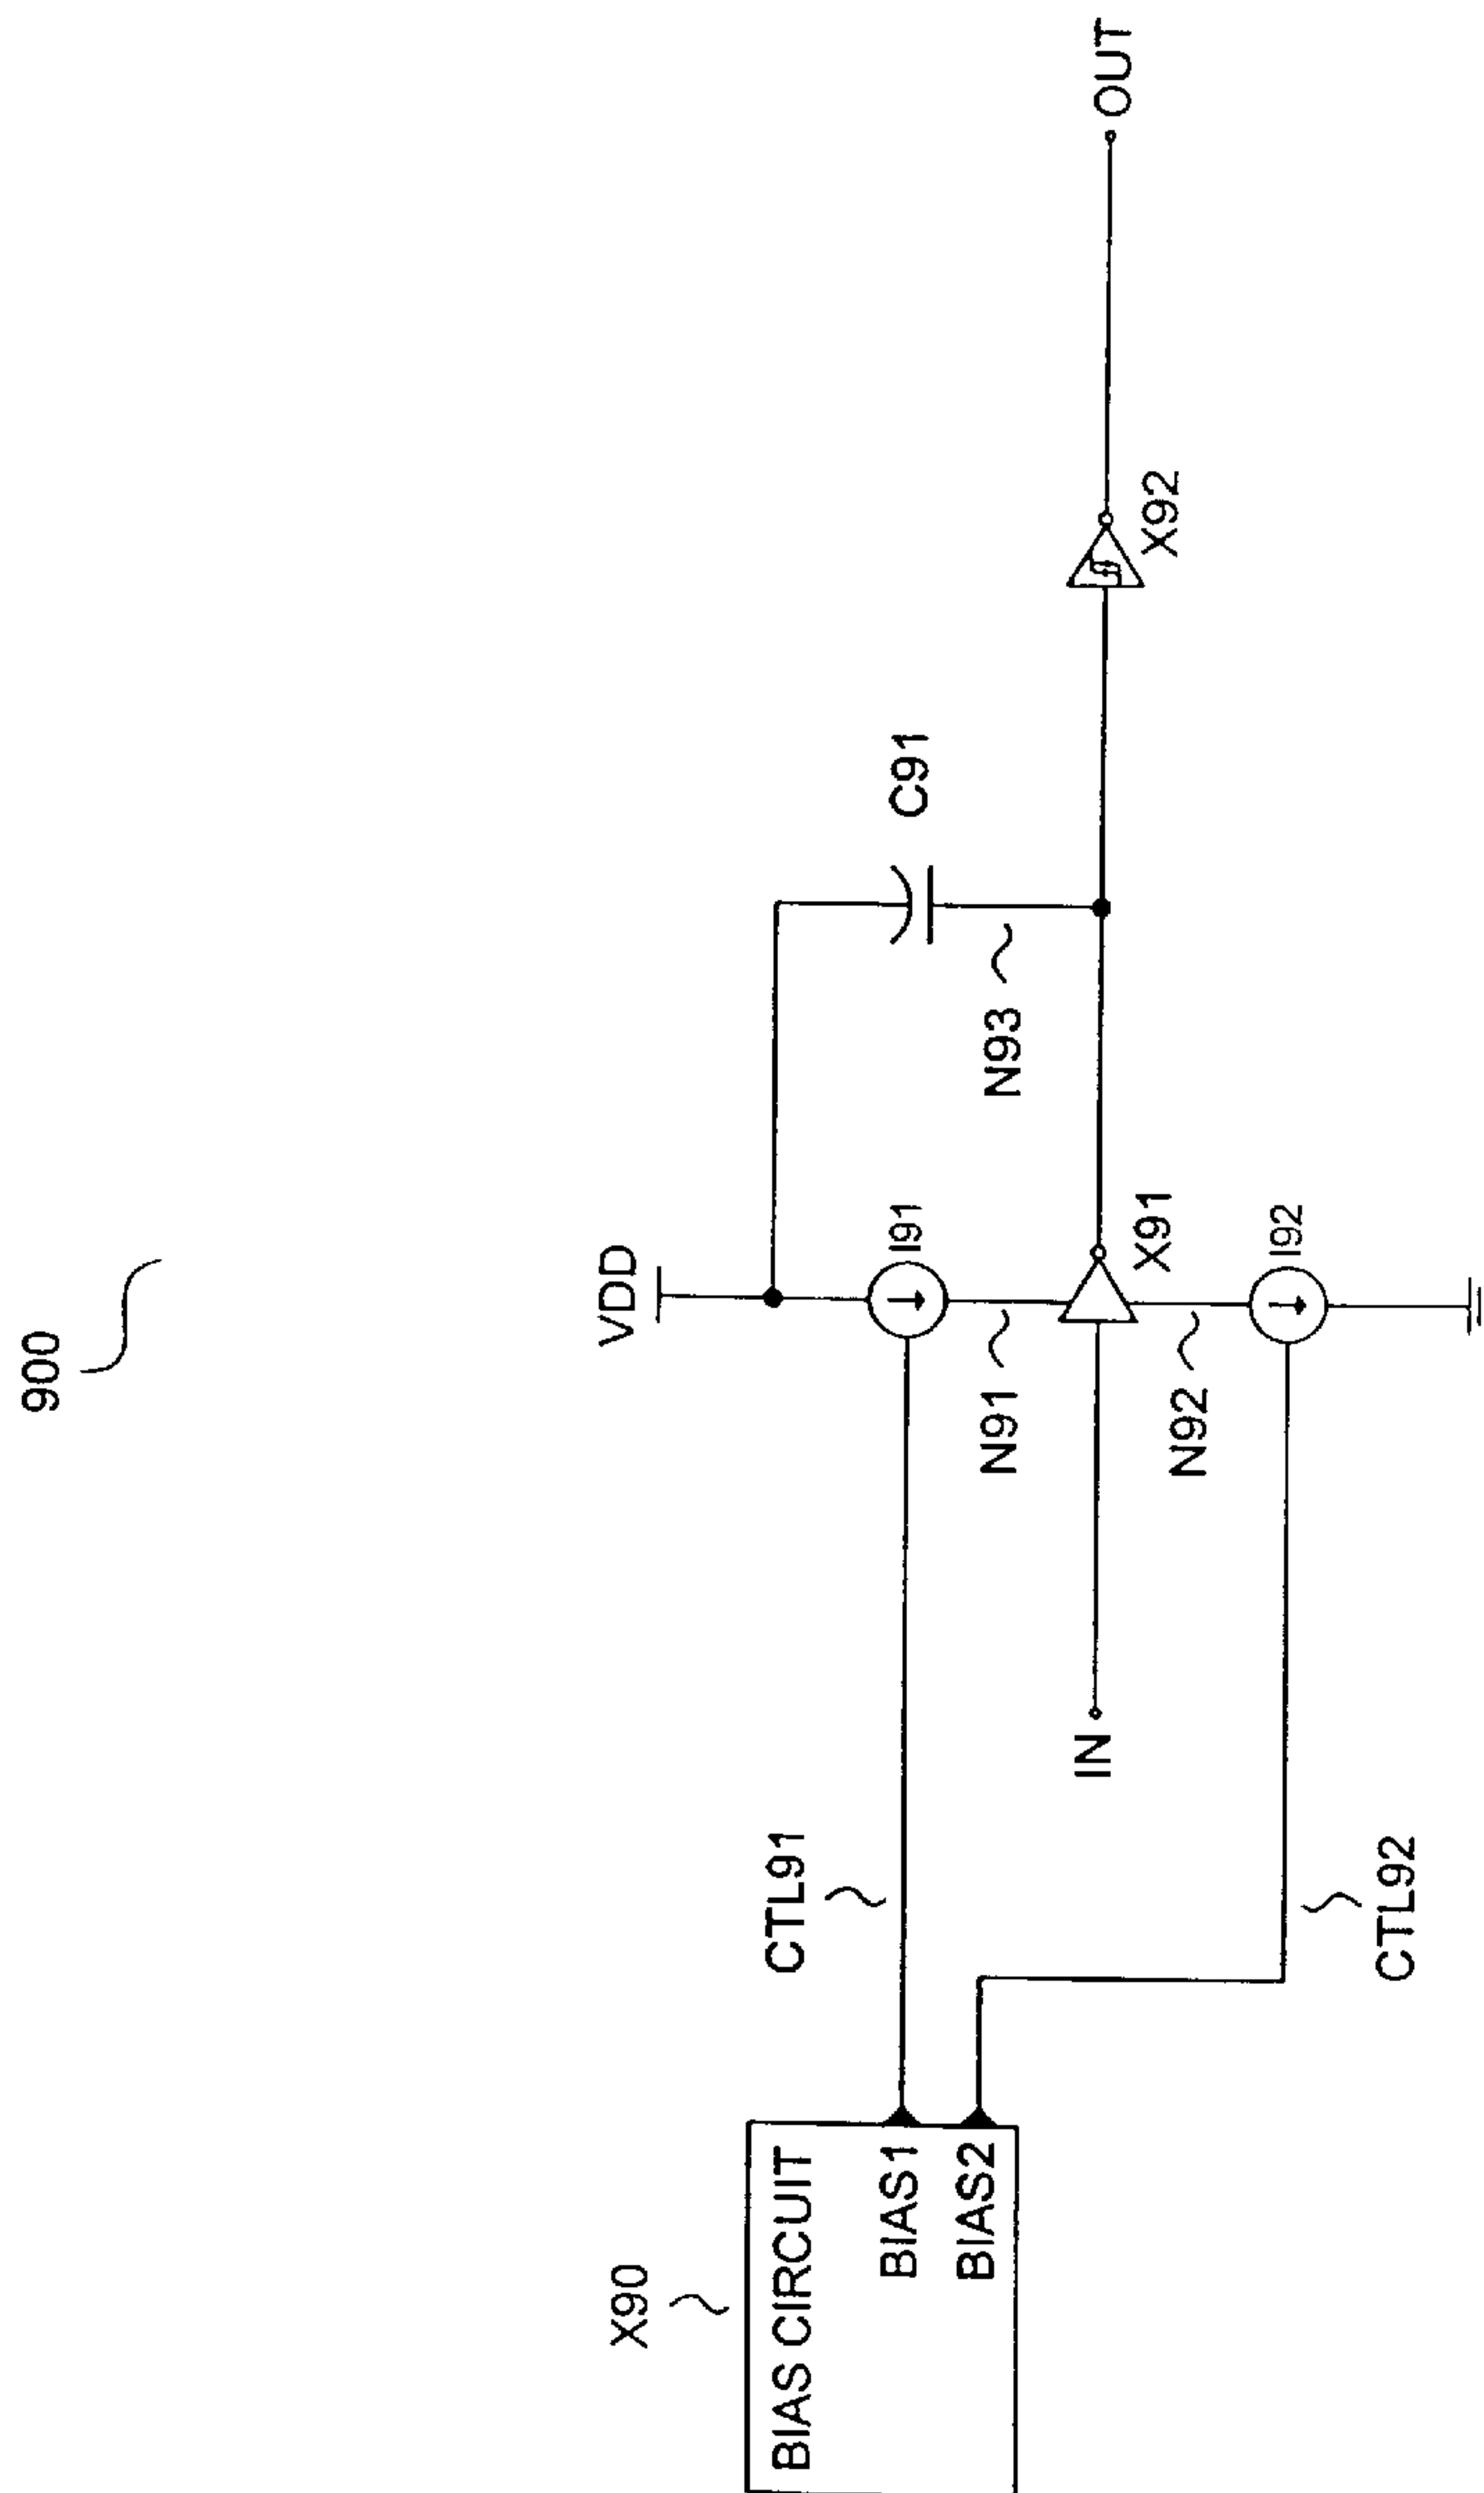 900
VDD
C91
I91
N93
N91
OUT
X92
X91
IN
N92
I92
CTL91
CTL92
X90
BIAS CIRCUIT
BIAS1
BIAS2